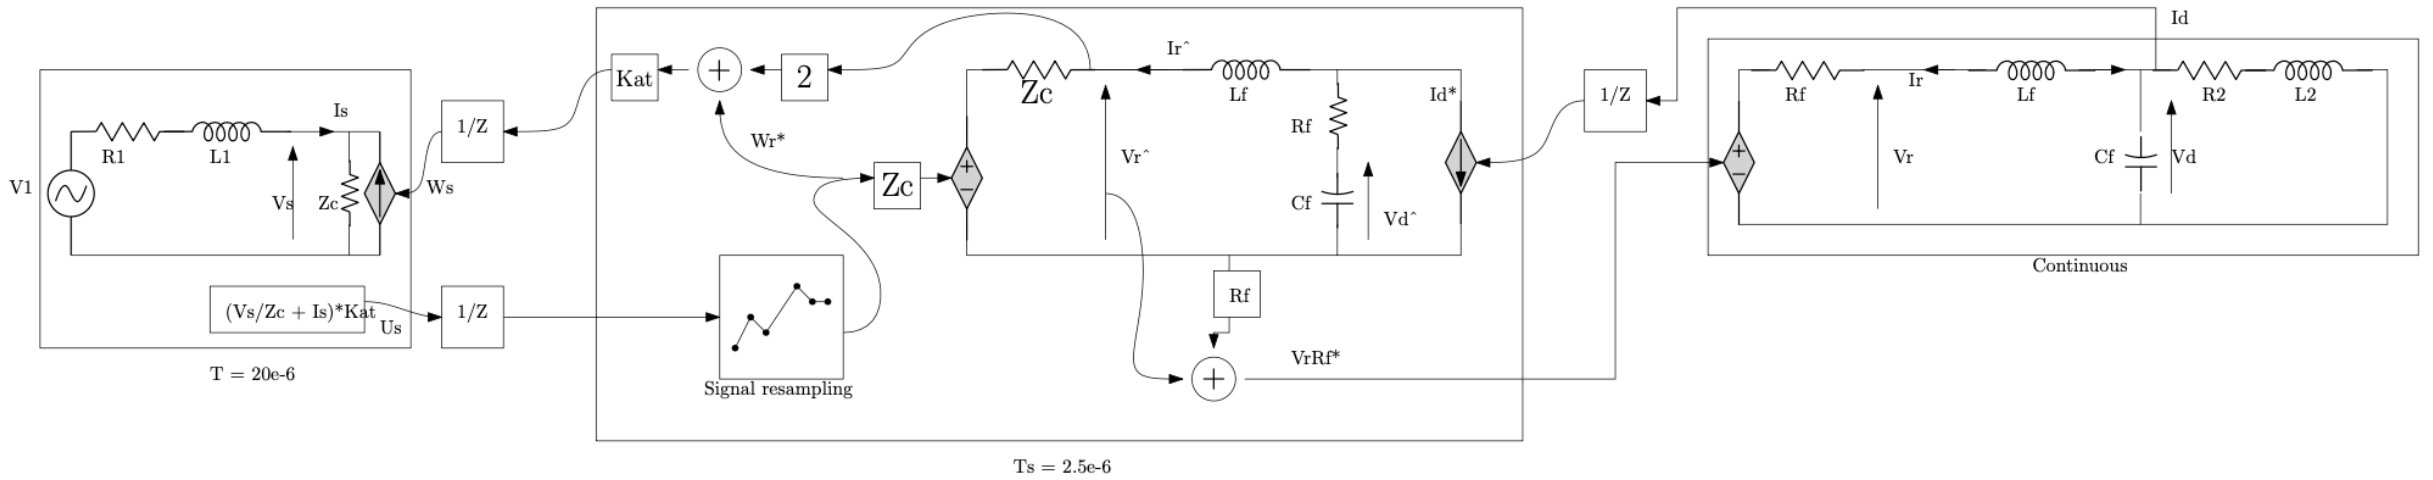 V1
R1
L1
Is
Vs
Zc
Ws
(Vs/Zc + Is)*Kat
Us
T = 20e-6
1/Z
1/Z
Kat
+
2
Wr*
Zc
Signal resampling
+
−
Zc
Ir^
Vr^
Lf
Rf
Cf
Vd^
Id*
Rf
+
VrRf*
Ts = 2.5e-6
1/Z
Id
+
−
Rf
Ir
Vr
Lf
Cf
Vd
R2
L2
Continuous